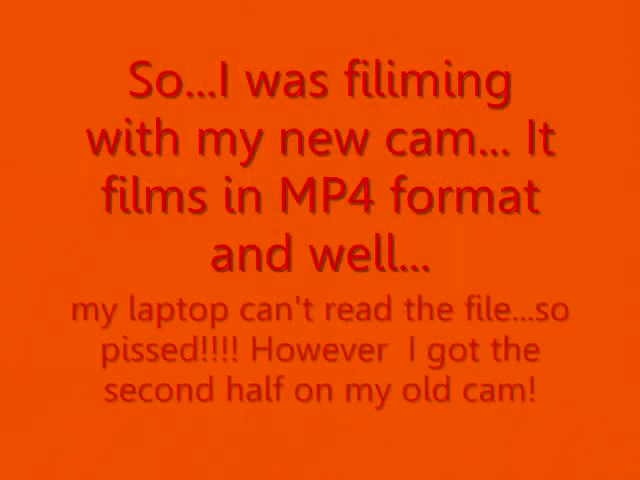 So...I was filiming
with my new cam... It
films in MP4 format
and well...
my laptop can't read the file...so
pissed!!!! However  I got the
second half on my old cam!